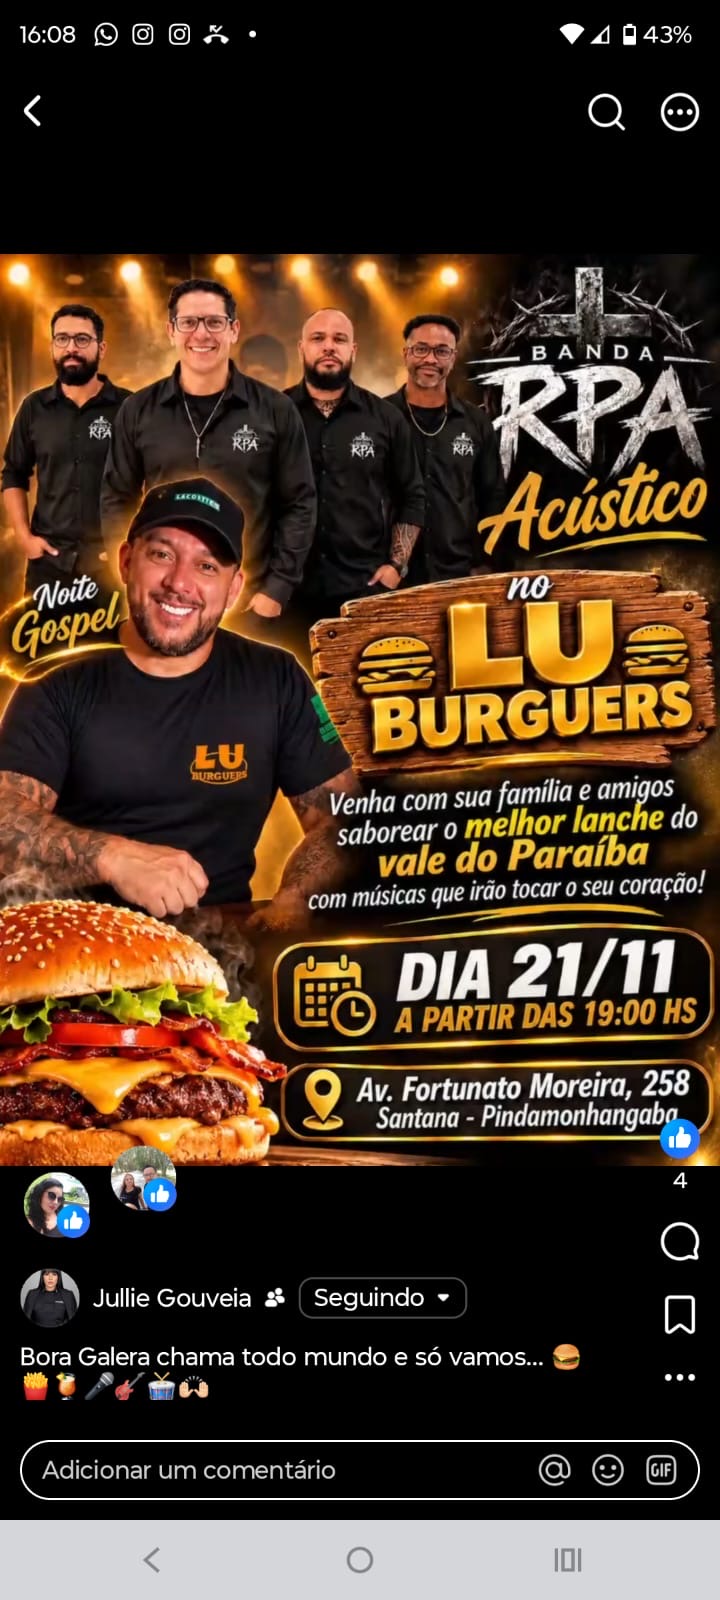 16:08
43%
BANDA
RPA
Acústico
RPA
RPA
RPA
RPA
Noite
Gospel
no
LU
BURGUERS
LU
BURGUERS
Venha com sua família e amigos
saborear o melhor lanche do
vale do Paraíba
com músicas que irão tocar o seu coração!
DIA 21/11
A PARTIR DAS 19:00 HS
Av. Fortunato Moreira, 258
Santana - Pindamonhangaba
4
Jullie Gouveia
Seguindo
Bora Galera chama todo mundo e só vamos... 🍔
🍟🍹🎤🎸🥁🙌🏻
Adicionar um comentário
GIF